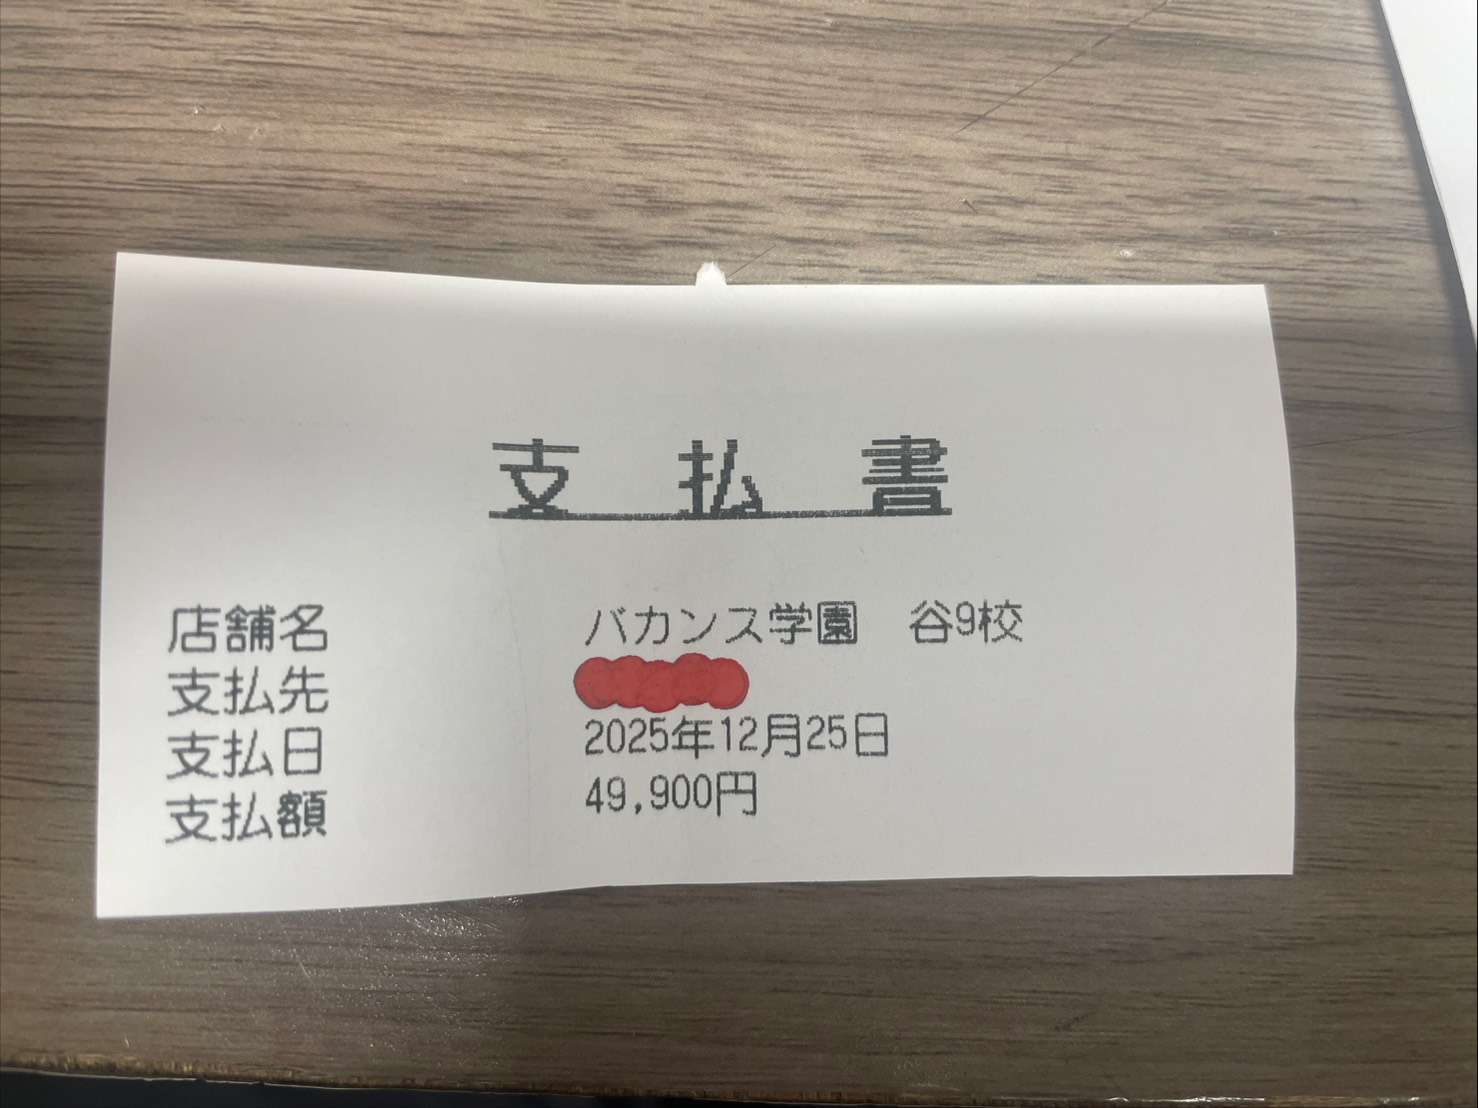 支払書
店舗名 バカンス学園 谷9校
支払先
支払日 2025年12月25日
支払額 49,900円